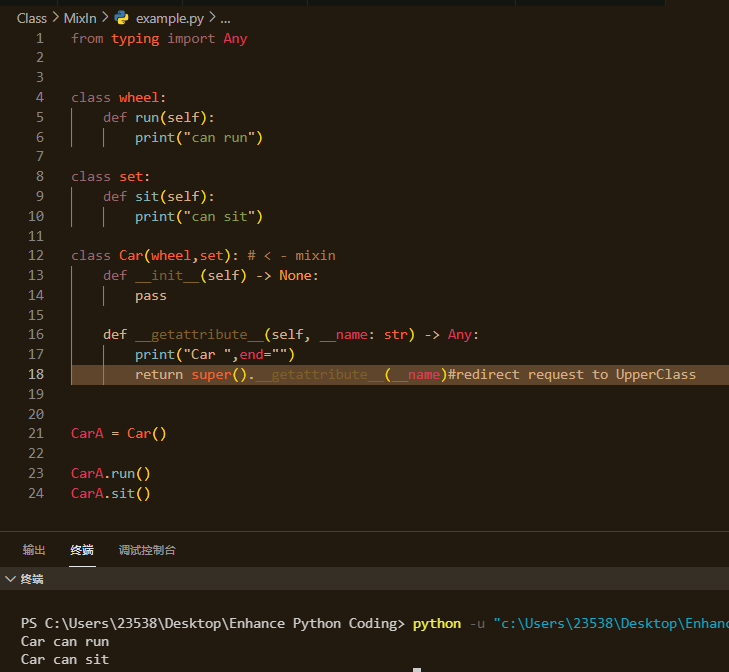 Class > MixIn > example.py > ...
1 from typing import Any
2
3
4 class wheel:
5     def run(self):
6         print("can run")
7
8 class set:
9     def sit(self):
10         print("can sit")
11
12 class Car(wheel,set): # < - mixin
13     def __init__(self) -> None:
14         pass
15
16     def __getattribute__(self, __name: str) -> Any:
17         print("Car ",end="")
18         return super().__getattribute__(__name)#redirect request to UpperClass
19
20
21 CarA = Car()
22
23 CarA.run()
24 CarA.sit()
输出 终端 调试控制台
终端
PS C:\Users\23538\Desktop\Enhance Python Coding> python -u "c:\Users\23538\Desktop\Enhanc
Car can run
Car can sit